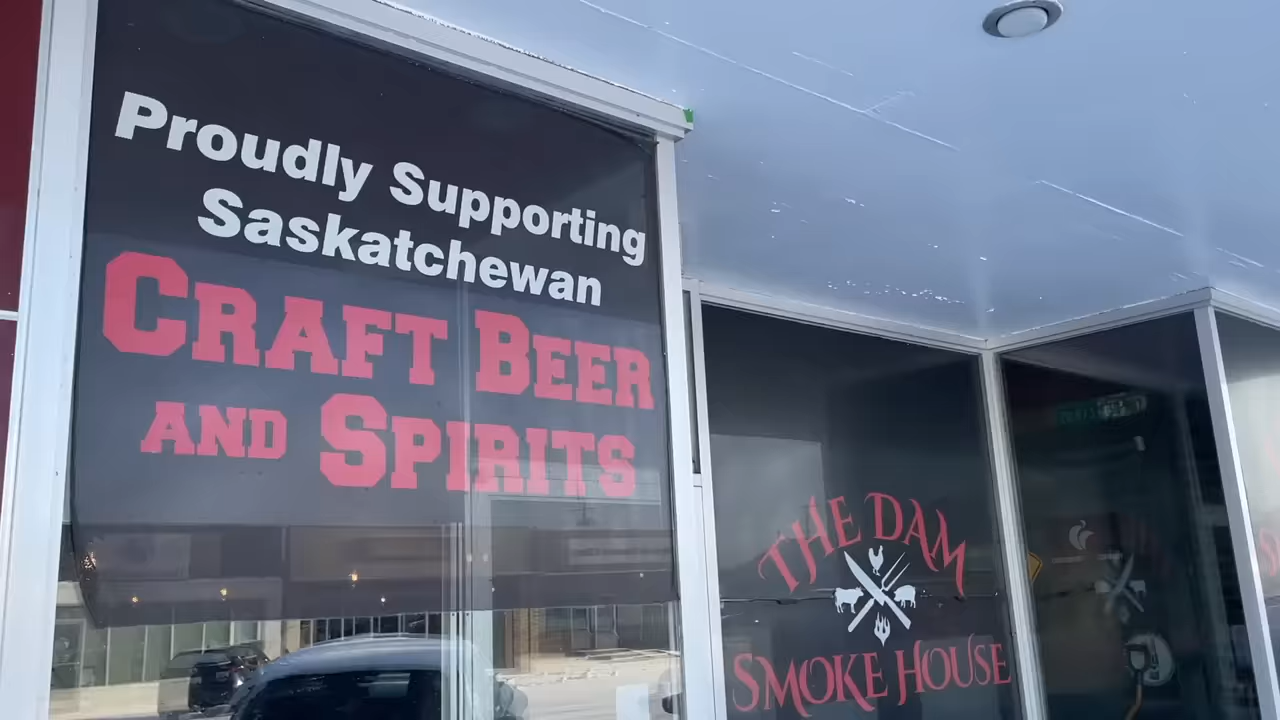 Proudly Supporting
Saskatchewan
CRAFT BEER
AND SPIRITS
THE DAM
SMOKE HOUSE